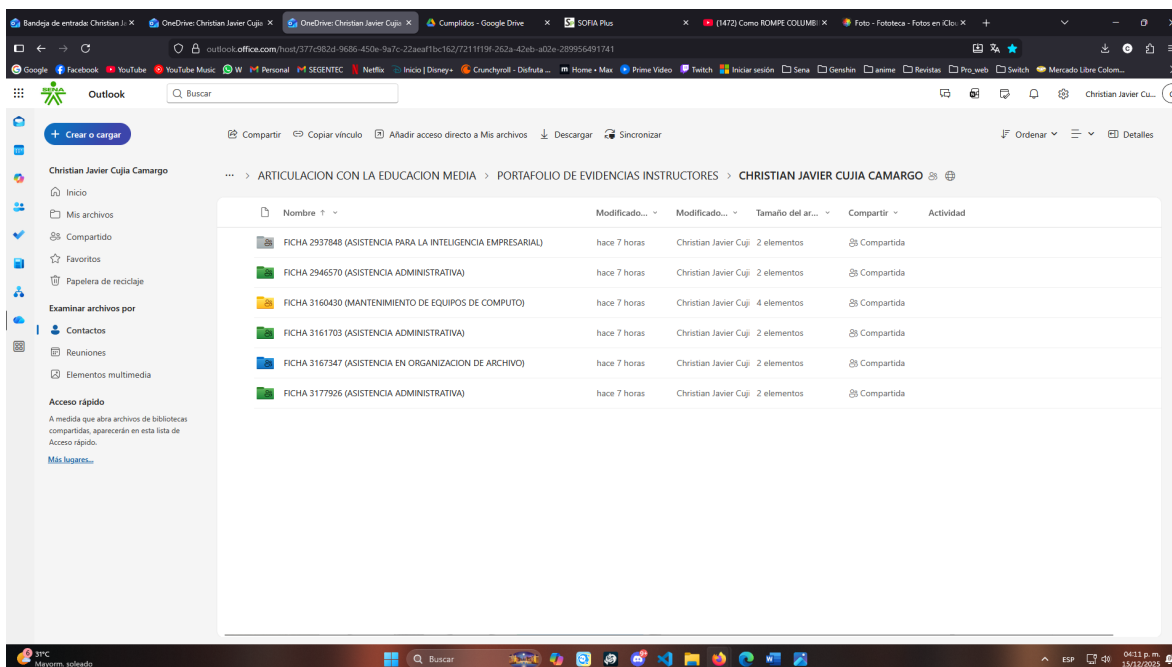 Bandeja de entrada: Christian J
OneDrive: Christian Javier Cujia
OneDrive: Christian Javier Cujia
Cumplidos - Google Drive
SOFIA Plus
(1472) Como ROMPE COLUMBI
Foto - Fototeca - Fotos en iClou
outlook.office.com/host/377c982d-9686-450e-9a7c-22aeaf1bc162/7211f19f-262a-42eb-a02e-289956491741
Google Facebook YouTube YouTube Music W Personal SEGENTEC Netflix Inicio | Disney+ Crunchyroll - Disfruta ... Home • Max Prime Video Twitch Iniciar sesión Sena Genshin anime Revistas Pro_web Switch Mercado Libre Colom...
SENA
Outlook
Buscar
Christian Javier Cu...
Crear o cargar
Compartir Copiar vínculo Añadir acceso directo a Mis archivos Descargar Sincronizar
Ordenar Detalles
Christian Javier Cujia Camargo
Inicio
Mis archivos
Compartido
Favoritos
Papelera de reciclaje
Examinar archivos por
Contactos
Reuniones
Elementos multimedia
Acceso rápido
A medida que abra archivos de bibliotecas
compartidas, aparecerán en esta lista de
Acceso rápido.
Más lugares...
··· > ARTICULACION CON LA EDUCACION MEDIA > PORTAFOLIO DE EVIDENCIAS INSTRUCTORES > CHRISTIAN JAVIER CUJIA CAMARGO
Nombre ↑ Modificado... Modificado... Tamaño del ar... Compartir Actividad
FICHA 2937848 (ASISTENCIA PARA LA INTELIGENCIA EMPRESARIAL) hace 7 horas Christian Javier Cuji 2 elementos Compartida
FICHA 2946570 (ASISTENCIA ADMINISTRATIVA) hace 7 horas Christian Javier Cuji 2 elementos Compartida
FICHA 3160430 (MANTENIMIENTO DE EQUIPOS DE COMPUTO) hace 7 horas Christian Javier Cuji 4 elementos Compartida
FICHA 3161703 (ASISTENCIA ADMINISTRATIVA) hace 7 horas Christian Javier Cuji 2 elementos Compartida
FICHA 3167347 (ASISTENCIA EN ORGANIZACION DE ARCHIVO) hace 7 horas Christian Javier Cuji 2 elementos Compartida
FICHA 3177926 (ASISTENCIA ADMINISTRATIVA) hace 7 horas Christian Javier Cuji 2 elementos Compartida
31°C
Mayorm. soleado
Buscar
ESP
04:11 p. m.
15/12/2025